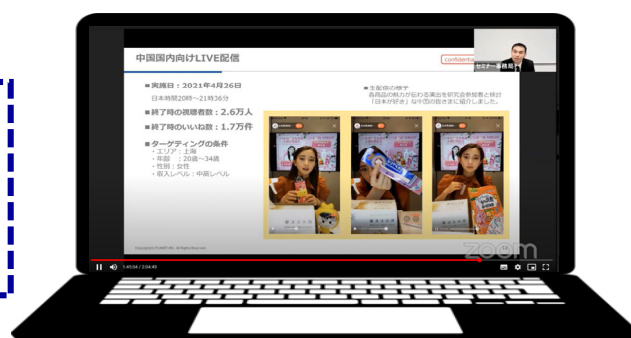 中国国内向けLIVE配信
confidential
セミナー事務局
■実施日：2021年4月26日
日本時間20時～21時36分
■終了時の視聴者数：2.6万人
■終了時のいいね数：1.7万件
■ターゲティングの条件
・エリア：上海
・年齢　：20歳～34歳
・性別：女性
・収入レベル：中高レベル
■生配信の様子
各商品の魅力が伝わる演出を研究会参加者と検討
「日本が好き」な中国の皆さまに紹介しました。
zoom
1:45:04 / 2:04:43